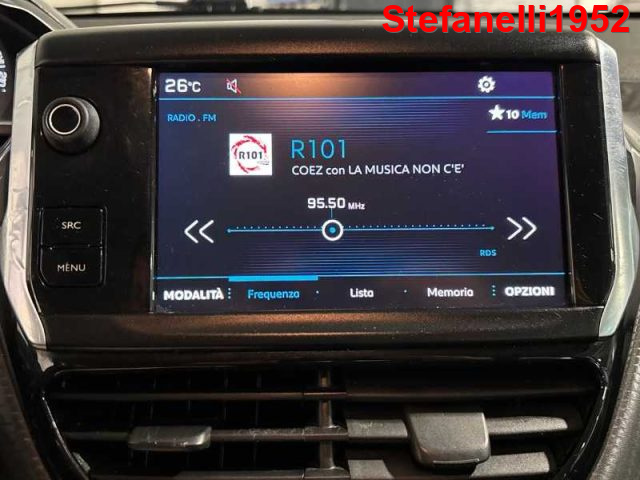 Stefanelli1952
26°C
RADIO . FM
10 Mem
R101
R101
COEZ con LA MUSICA NON C'E'
95.50 MHz
SRC
RDS
MENU
MODALITÀ Frequenza Lista Memoria OPZIONI